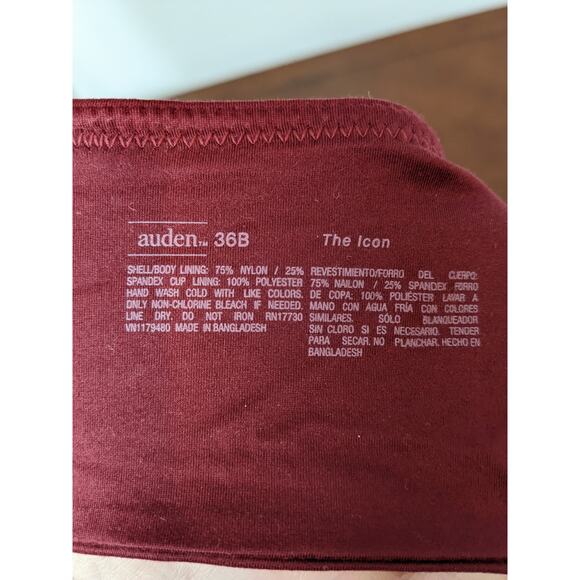 auden™ 36B
The Icon
SHELL/BODY LINING: 75% NYLON / 25%
SPANDEX CUP LINING: 100% POLYESTER
HAND WASH COLD WITH LIKE COLORS.
ONLY NON-CHLORINE BLEACH IF NEEDED.
LINE DRY. DO NOT IRON RN17730
VN1179480 MADE IN BANGLADESH
REVESTIMIENTO/FORRO DEL CUERPO:
75% NAILON / 25% SPANDEX FORRO
DE COPA: 100% POLIÉSTER LAVAR A
MANO CON AGUA FRÍA CON COLORES
SIMILARES. SÓLO BLANQUEADOR
SIN CLORO SI ES NECESARIO. TENDER
PARA SECAR. NO PLANCHAR. HECHO EN
BANGLADESH